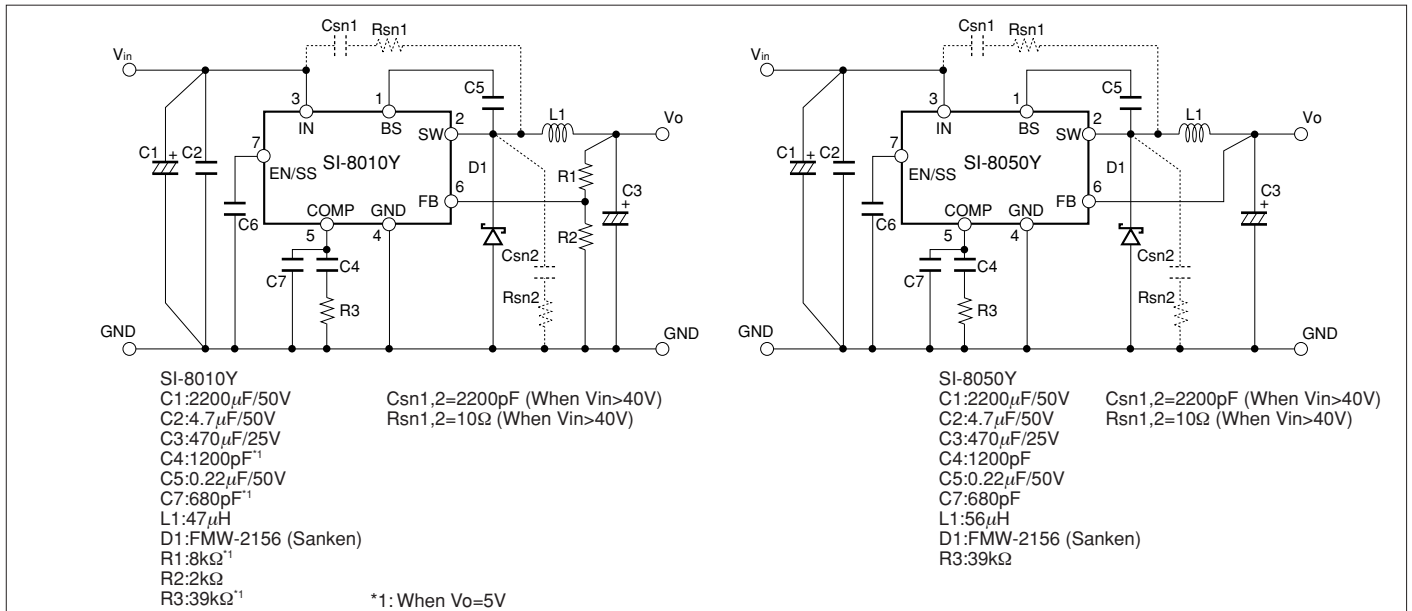 Csn1 Rsn1
Vin
C5
3 1
IN BS
2
SW
L1
Vo
7
C1 + C2
SI-8010Y
EN/SS
D1
R1
6
FB
C3
+
COMP GND
C6
5 4
R2
C7 C4
Csn2
R3
Rsn2
GND GND
SI-8010Y
C1:2200μF/50V
C2:4.7μF/50V
C3:470μF/25V
C4:1200pF*1
C5:0.22μF/50V
C7:680pF*1
L1:47μH
D1:FMW-2156 (Sanken)
R1:8kΩ*1
R2:2kΩ
R3:39kΩ*1
Csn1,2=2200pF (When Vin>40V)
Rsn1,2=10Ω (When Vin>40V)
*1: When Vo=5V
Csn1 Rsn1
Vin
C5
3 1
IN BS
2
SW
L1
Vo
7
C1 + C2
SI-8050Y
EN/SS
D1
6
FB
C3
+
COMP GND
C6
5 4
C7 C4
Csn2
R3
Rsn2
GND GND
SI-8050Y
C1:2200μF/50V
C2:4.7μF/50V
C3:470μF/25V
C4:1200pF
C5:0.22μF/50V
C7:680pF
L1:56μH
D1:FMW-2156 (Sanken)
R3:39kΩ
Csn1,2=2200pF (When Vin>40V)
Rsn1,2=10Ω (When Vin>40V)